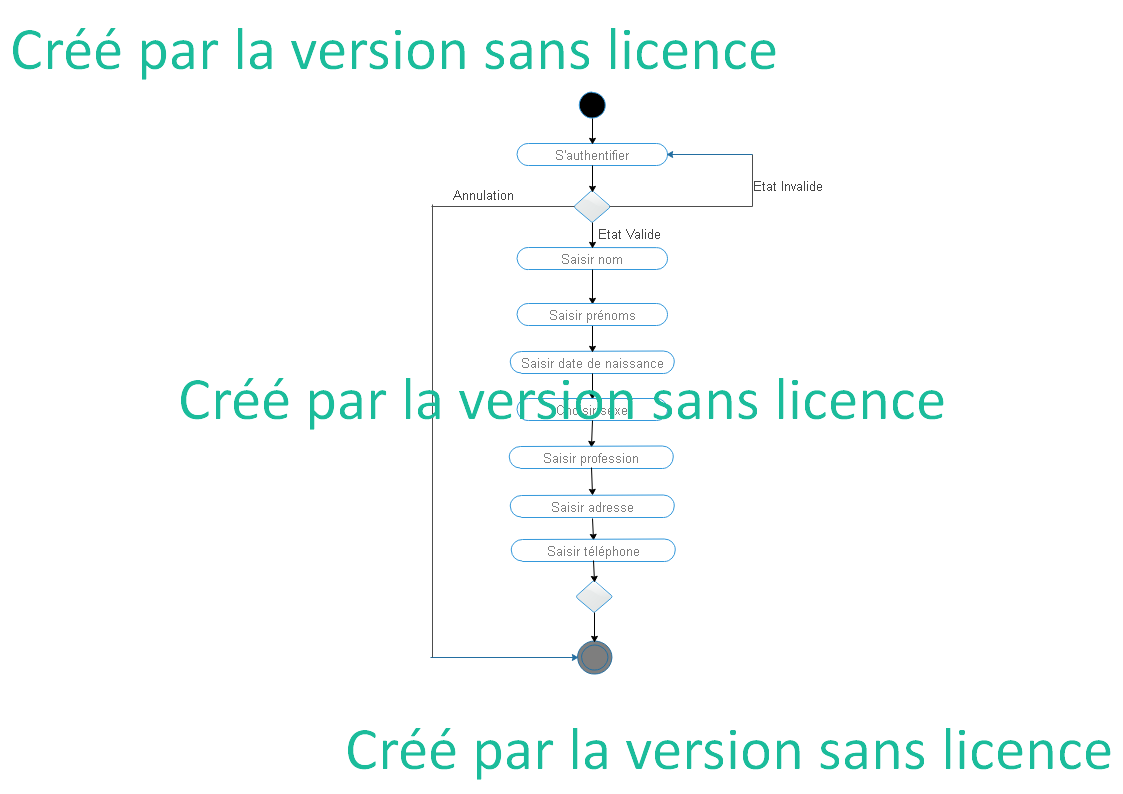 Créé par la version sans licence
S'authentifier
Annulation
Etat Invalide
Etat Valide
Saisir nom
Saisir prénoms
Saisir date de naissance
Créé par la version sans licence
Choisir sexe
Saisir profession
Saisir adresse
Saisir téléphone
Créé par la version sans licence